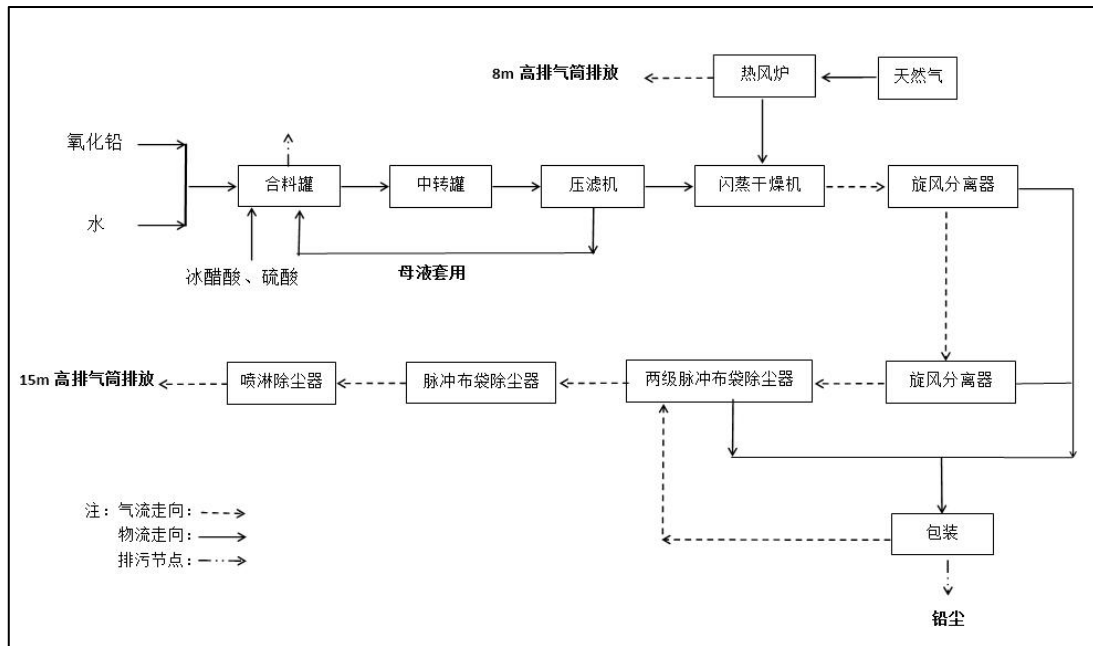 8m 高排气筒排放
热风炉
天然气
氧化铅
合料罐
中转罐
压滤机
闪蒸干燥机
旋风分离器
水
冰醋酸、硫酸
母液套用
15m 高排气筒排放
喷淋除尘器
脉冲布袋除尘器
两级脉冲布袋除尘器
旋风分离器
注：气流走向：
物流走向：
排污节点：
包装
铅尘